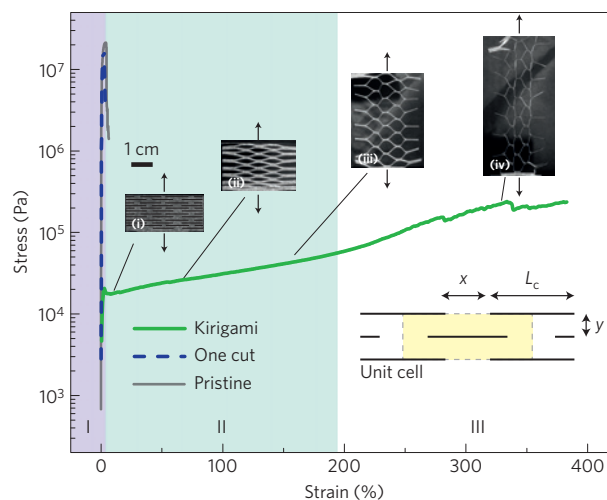 10⁷
10⁶
10⁵
10⁴
10³
Stress (Pa)
1 cm
(i)
(ii)
(iii)
(iv)
Kirigami
One cut
Pristine
x
L_c
y
Unit cell
I
II
III
0
100
200
300
400
Strain (%)